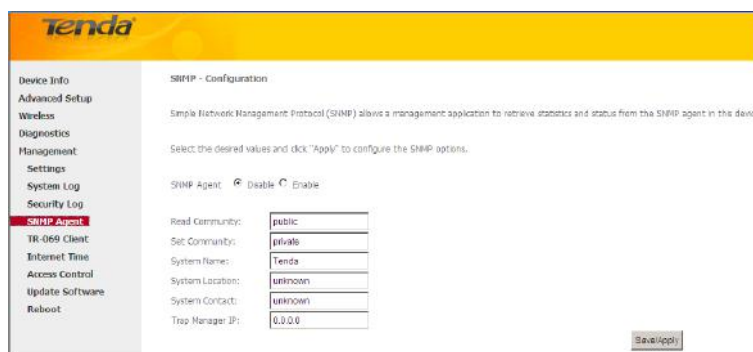 Tenda
Device Info
Advanced Setup
Wireless
Diagnostics
Management
Settings
System Log
Security Log
SNMP Agent
TR-069 Client
Internet Time
Access Control
Update Software
Reboot
SNMP - Configuration
Simple Network Management Protocol (SNMP) allows a management application to retrieve statistics and status from the SNMP agent in the
Select the desired values and click "Apply" to configure the SNMP options.
SNMP Agent Disable Enable
Read Community: public
Set Community: private
System Name: Tenda
System Location: unknown
System Contact: unknown
Trap Manager IP: 0.0.0.0
Save/Apply